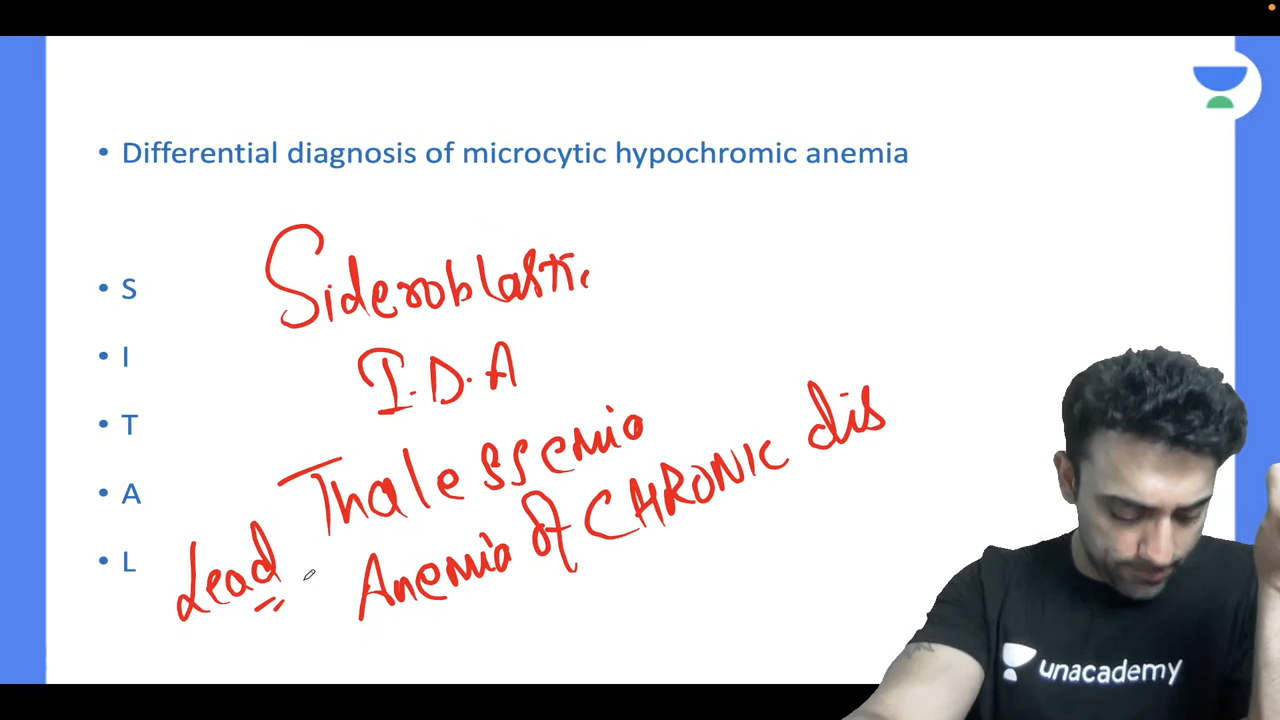 • Differential diagnosis of microcytic hypochromic anemia
• S Sideroblastic
• I I.D.A
• T Thalessemia
• A Anemia of CHRONIC dis
• L Lead
unacademy